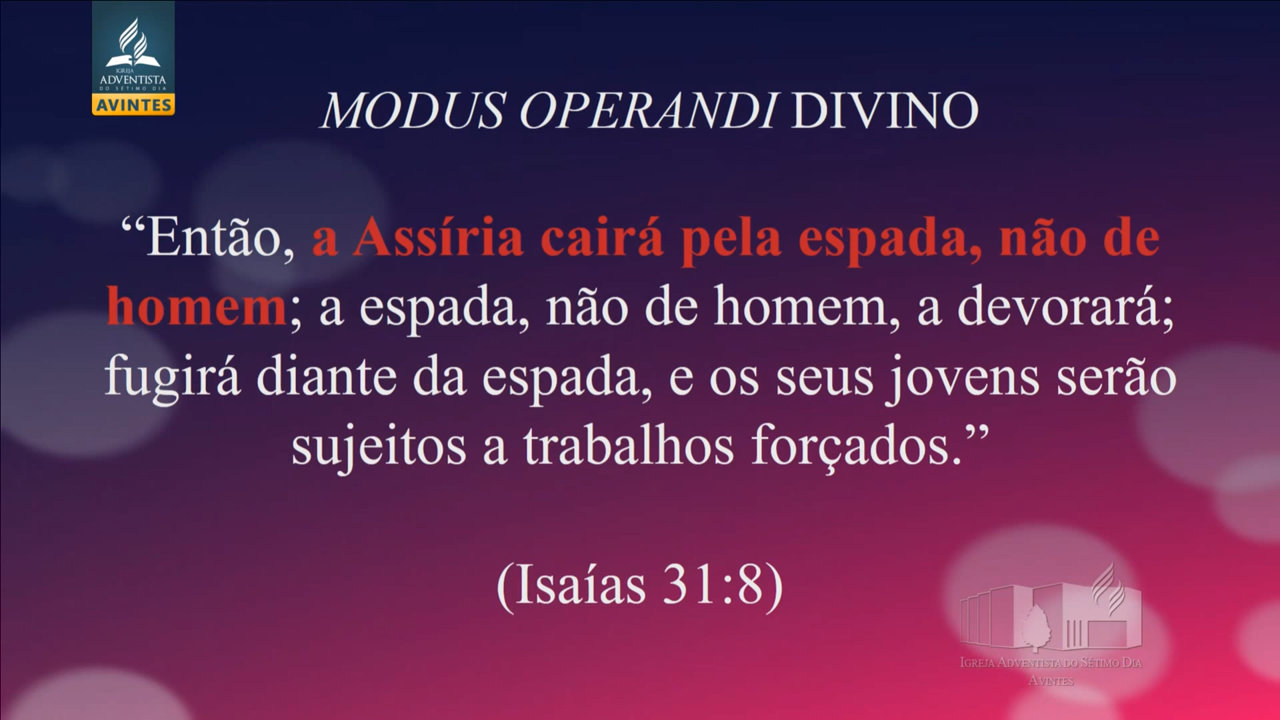 IGREJA
ADVENTISTA
DO SÉTIMO DIA
AVINTES
MODUS OPERANDI DIVINO
“Então, a Assíria cairá pela espada, não de
homem; a espada, não de homem, a devorará;
fugirá diante da espada, e os seus jovens serão
sujeitos a trabalhos forçados.”
(Isaías 31:8)
IGREJA ADVENTISTA DO SÉTIMO DIA
AVINTES